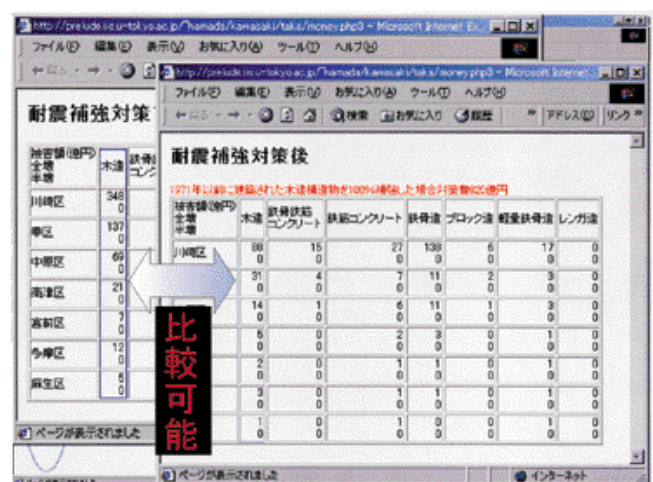 http://prelude.iis.u-tokyo.ac.jp/~hamada/kawasaki/taka/money.php3 - Microsoft Internet Ex
ファイル(F) 編集(E) 表示(V) お気に入り(A) ツール(T) ヘルプ(H)
耐震補強対策
被害額(億円)
全壊
半壊
木造
川崎区 348 0
幸区 137 0
中原区 69 0
高津区 21 0
宮前区 7 0
多摩区 12 0
麻生区 5 0
ページが表示されました
http://prelude.iis.u-tokyo.ac.jp/~hamada/kawasaki/taka/money.php3 - Microsoft Internet
ファイル(F) 編集(E) 表示(V) お気に入り(A) ツール(T) ヘルプ(H)
戻る 検索 お気に入り 履歴 » アドレス(D) リンク »
耐震補強対策後
1971年以前に建築された木造構造物を100%補強した場合対策費820億円
被害額(億円)
全壊
半壊
木造 鉄骨鉄筋コンクリート 鉄筋コンクリート 鉄骨造 ブロック造 軽量鉄骨造 レンガ造
川崎区 88 15 27 138 6 17 0
0 0 0 0 0 0 0
31 4 7 11 2 3 0
0 0 0 0 0 0 0
14 1 6 11 1 3 0
0 0 0 0 0 0 0
5 0 2 3 0 1 0
0 0 0 0 0 0 0
2 0 1 1 0 1 0
0 0 0 0 0 0 0
3 0 1 1 0 1 0
0 0 0 0 0 0 0
1 0 1 0 0 1 0
0 0 0 0 0 0 0
比較可能
ページが表示されました
インターネット